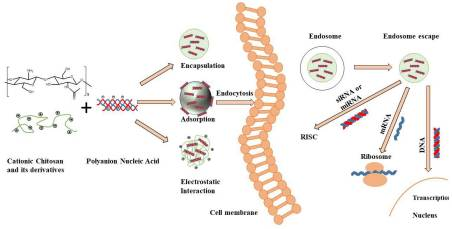 Cationic Chitosan
and its derivatives
Polyanion Nucleic Acid
Encapsulation
Adsorption
Electrostatic
Interaction
Endocytosis
Cell membrane
Endosome
Endosome escape
siRNA or
miRNA
RISC
mRNA
Ribosome
DNA
Transcription
Nucleus